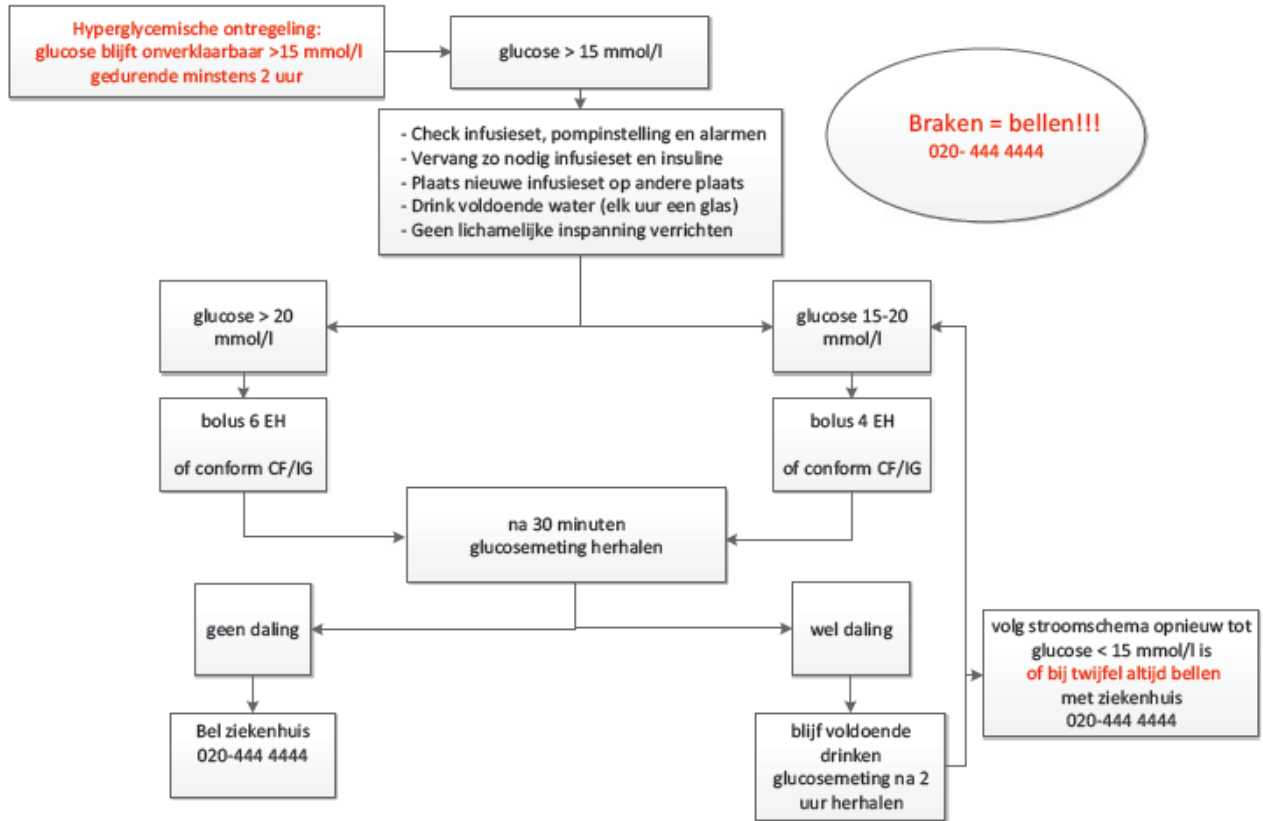 Hyperglycemische ontregeling:
glucose blijft onverklaarbaar >15 mmol/l
gedurende minstens 2 uur
glucose > 15 mmol/l
Braken = bellen!!!
020- 444 4444
- Check infusieset, pompinstelling en alarmen
- Vervang zo nodig infusieset en insuline
- Plaats nieuwe infusieset op andere plaats
- Drink voldoende water (elk uur een glas)
- Geen lichamelijke inspanning verrichten
glucose > 20
mmol/l
glucose 15-20
mmol/l
bolus 6 EH
of conform CF/IG
bolus 4 EH
of conform CF/IG
na 30 minuten
glucosemeting herhalen
geen daling
wel daling
volg stroomschema opnieuw tot
glucose < 15 mmol/l is
of bij twijfel altijd bellen
met ziekenhuis
020-444 4444
Bel ziekenhuis
020-444 4444
blijf voldoende
drinken
glucosemeting na 2
uur herhalen